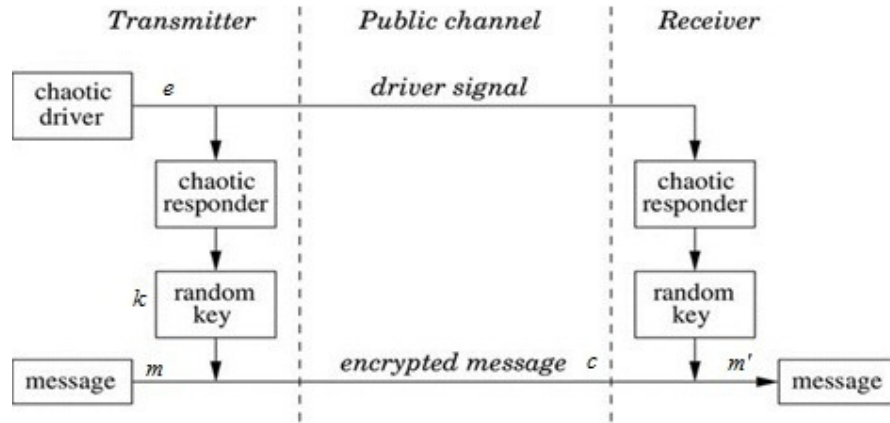 Transmitter Public channel Receiver
chaotic
driver
e
driver signal
chaotic
responder
chaotic
responder
k
random
key
random
key
message
m
encrypted message
c
m'
message